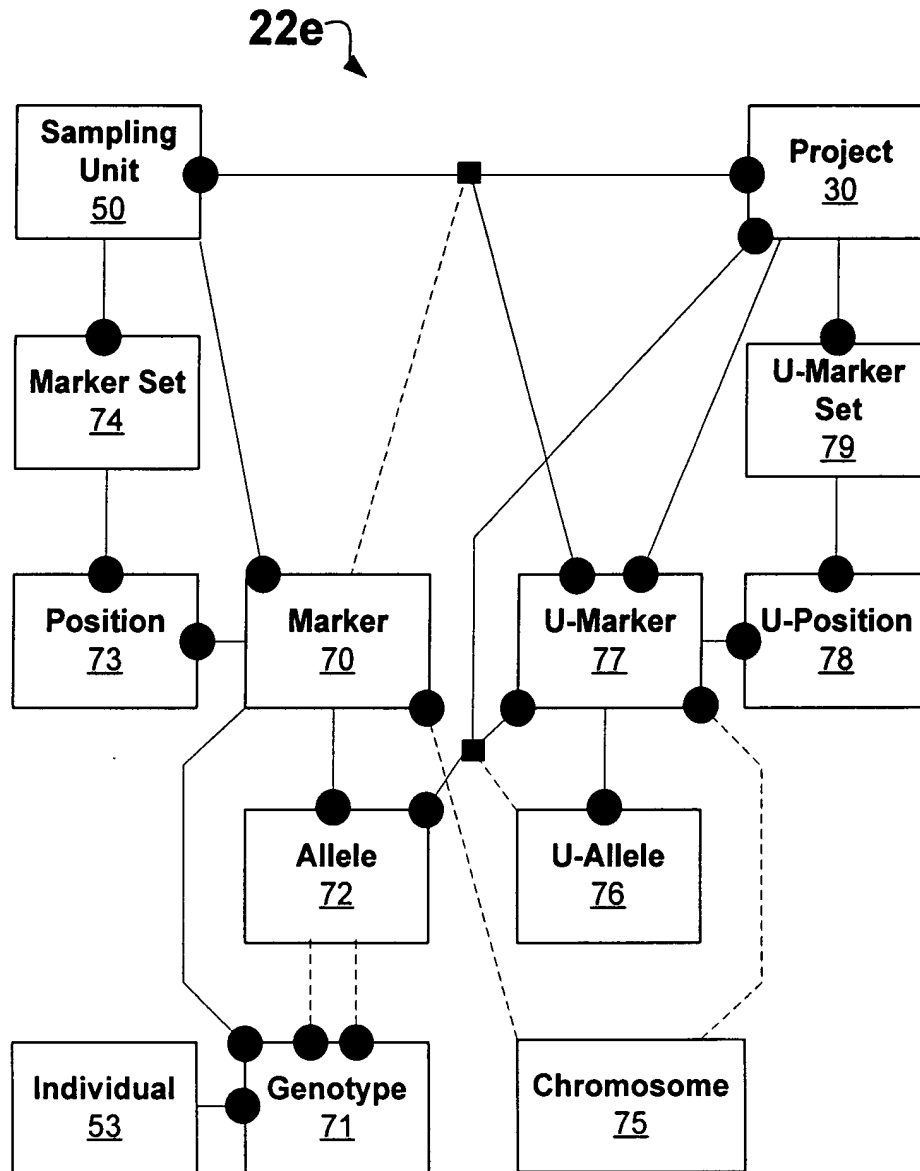 22e
Sampling
Unit
50
Project
30
Marker Set
74
U-Marker
Set
79
Position
73
Marker
70
U-Marker
77
U-Position
78
Allele
72
U-Allele
76
Individual
53
Genotype
71
Chromosome
75